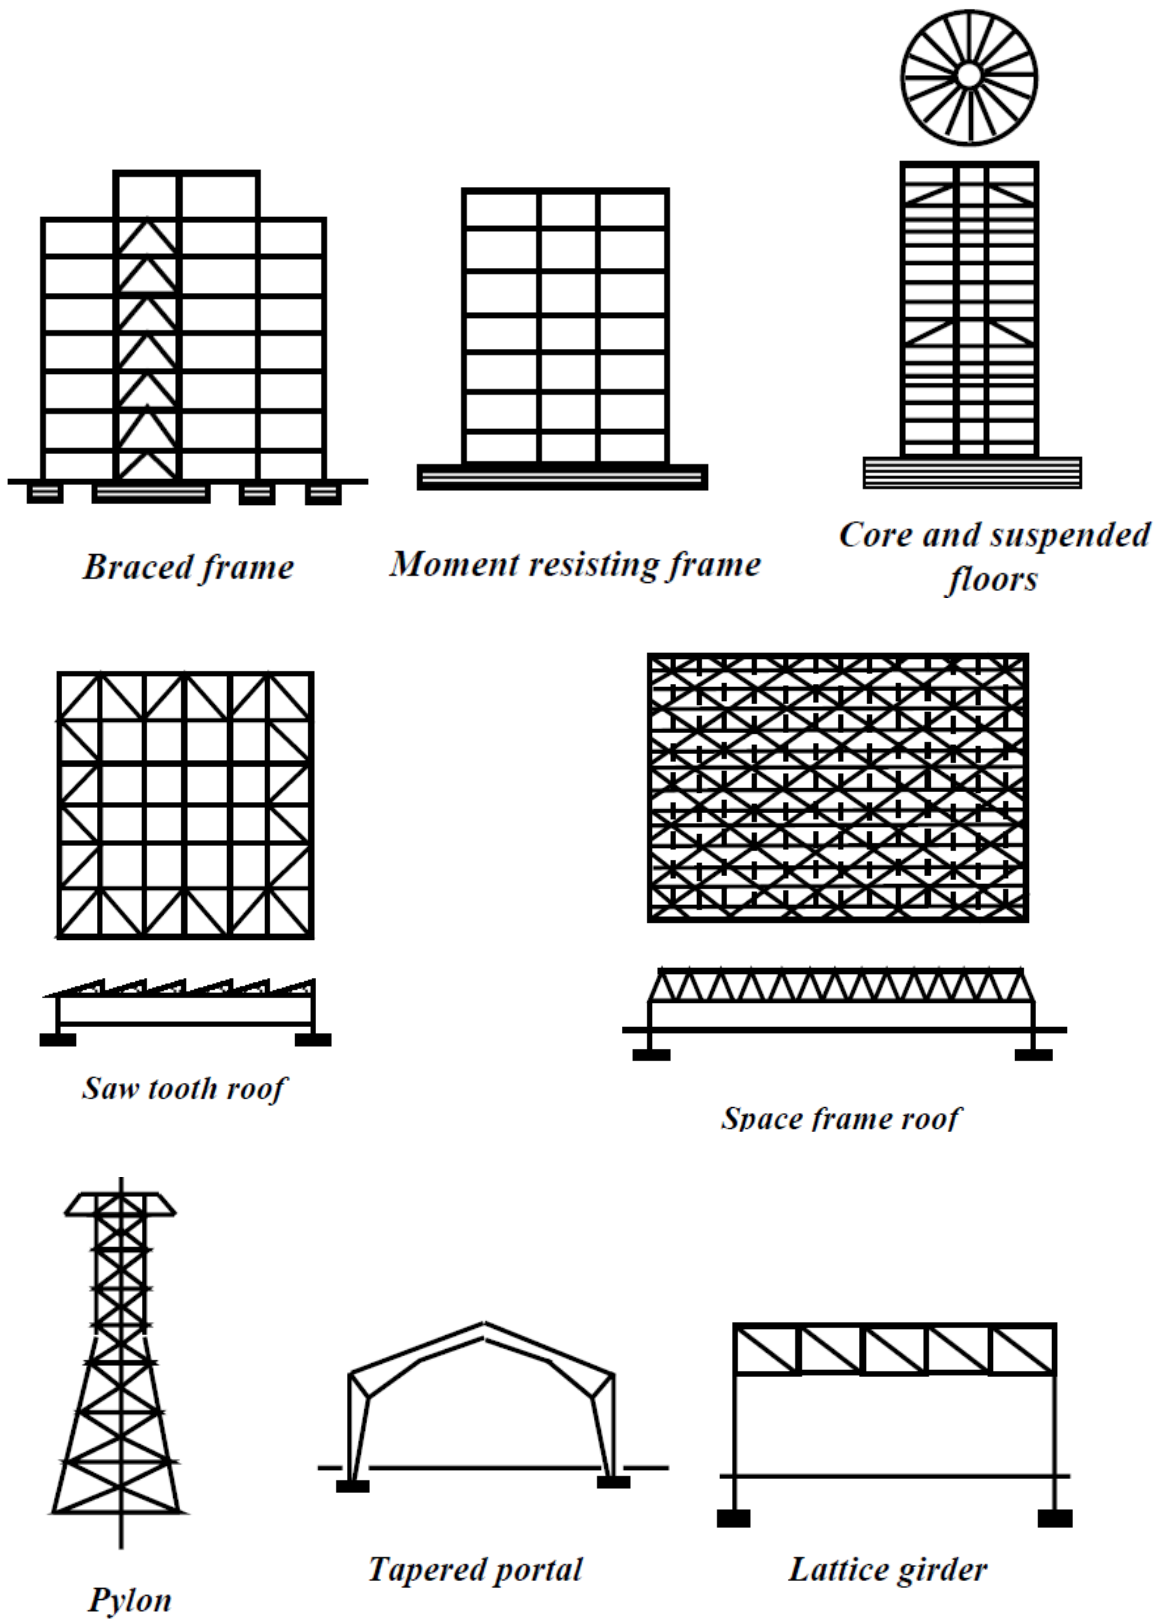 Braced frame
Moment resisting frame
Core and suspended
floors
Saw tooth roof
Space frame roof
Pylon
Tapered portal
Lattice girder